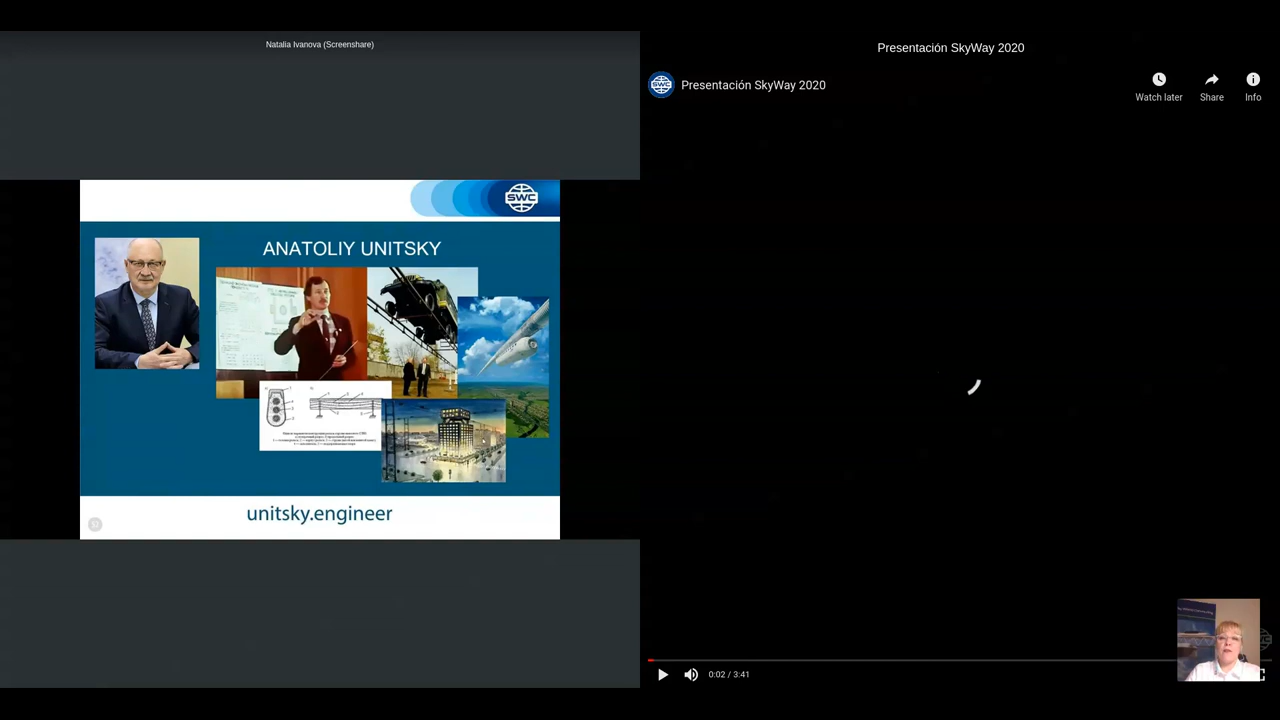 Natalia Ivanova (Screenshare)
SWC
ANATOLIY UNITSKY
unitsky.engineer
Presentación SkyWay 2020
SWC
Presentación SkyWay 2020
Watch later
Share
Info
0:02 / 3:41